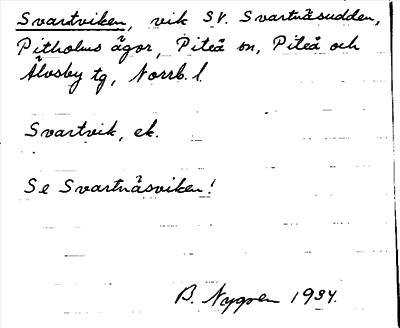 Svartviken, vik SV. Svartnäsudden,
Pitholms ägor, Piteå sn, Piteå och
Älvsby tg, Norrb. l.
Svartvik, ek.
Se Svartnäsviken!
B. Nygren 1934.